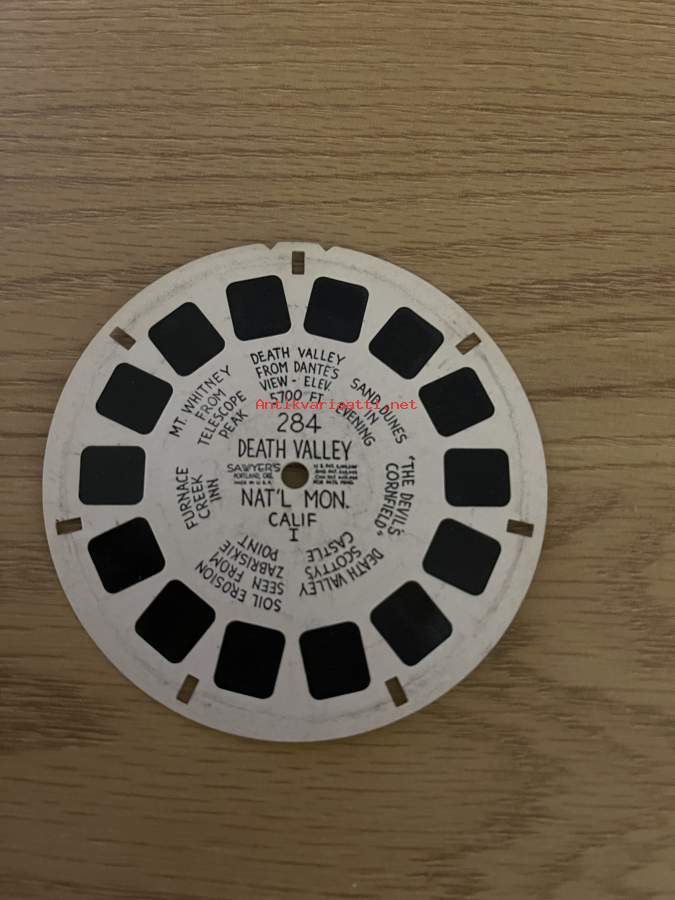 DEATH VALLEY
FROM DANTE'S
VIEW - ELEV.
5700 FT.
SAND DUNES
IN
EVENING
"THE DEVIL'S
CORNFIELD"
DEATH VALLEY
SCOTTY'S
CASTLE
SOIL EROSION
SEEN FROM
ZABRISKIE
POINT
FURNACE
CREEK
INN
MT. WHITNEY
FROM
TELESCOPE
PEAK
Antikvariaatti.net
284
DEATH VALLEY
SAWYER'S
PORTLAND, ORE.
MADE IN U.S.A.
NAT'L MON.
CALIF
I